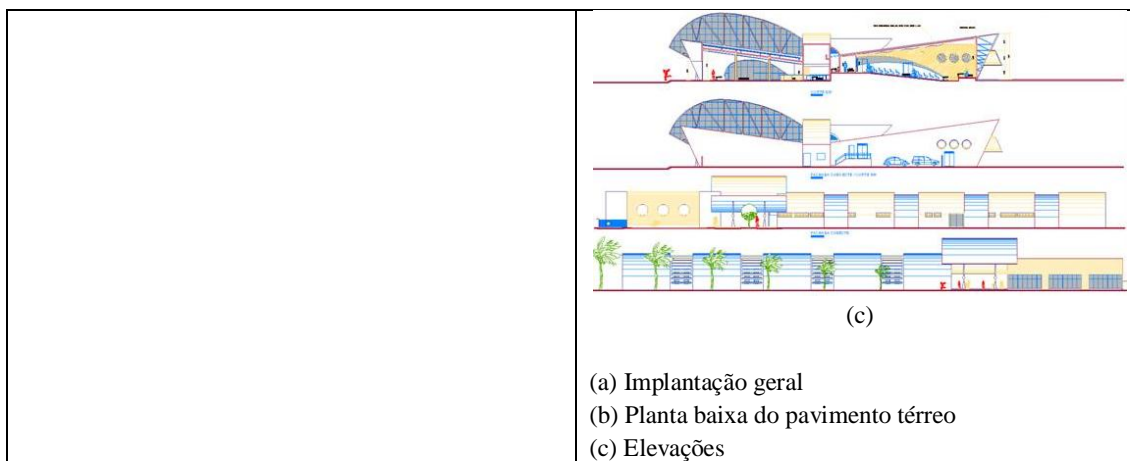 (c)
(a) Implantação geral
(b) Planta baixa do pavimento térreo
(c) Elevações